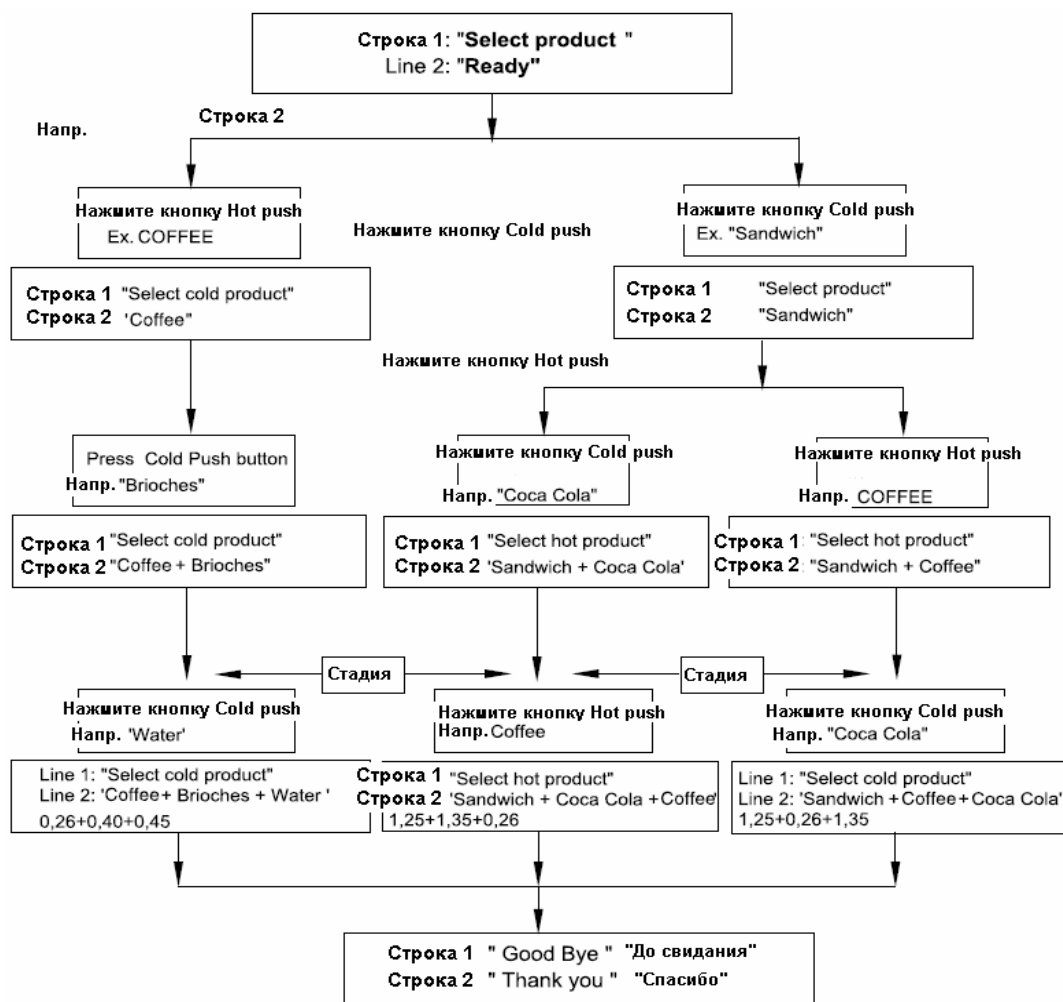 Строка 1: "Select product "
Line 2: "Ready"
Строка 2
Напр.
Нажмите кнопку Hot push
Ex. COFFEE
Нажмите кнопку Cold push
Нажмите кнопку Cold push
Ex. "Sandwich"
Строка 1 "Select cold product"
Строка 2 'Coffee"
Строка 1 "Select product"
Строка 2 "Sandwich"
Нажмите кнопку Hot push
Press Cold Push button
Напр. "Brioches"
Нажмите кнопку Cold push
Напр. "Coca Cola"
Нажмите кнопку Hot push
Напр. COFFEE
Строка 1 "Select cold product"
Строка 2 "Coffee + Brioches"
Строка 1 "Select hot product"
Строка 2 'Sandwich + Coca Cola'
Строка 1: "Select hot product"
Строка 2: "Sandwich + Coffee"
Стадия
Стадия
Нажмите кнопку Cold push
Напр. 'Water'
Нажмите кнопку Hot push
Напр. Coffee
Нажмите кнопку Cold push
Напр. "Coca Cola"
Line 1: "Select cold product"
Line 2: 'Coffee+ Brioches + Water '
0,26+0,40+0,45
Строка 1 "Select hot product"
Строка 2 'Sandwich + Coca Cola +Coffee'
1,25+1,35+0,26
Line 1: "Select cold product"
Line 2: 'Sandwich +Coffee+Coca Cola'
1,25+0,26+1,35
Строка 1 " Good Bye " "До свидания"
Строка 2 " Thank you " "Спасибо"